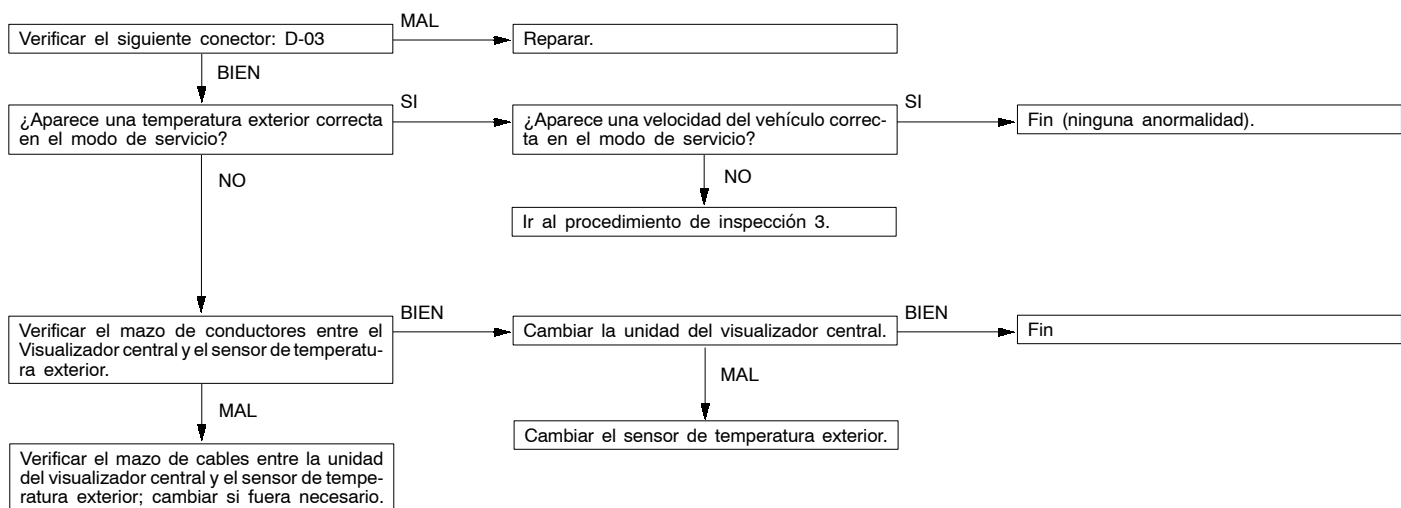 MAL
Verificar el siguiente conector: D-03
Reparar.
BIEN
SI
SI
¿Aparece una temperatura exterior correcta
en el modo de servicio?
¿Aparece una velocidad del vehículo correc-
ta en el modo de servicio?
Fin (ninguna anormalidad).
NO
NO
Ir al procedimiento de inspección 3.
BIEN
BIEN
Verificar el mazo de conductores entre el
Visualizador central y el sensor de temperatu-
ra exterior.
Cambiar la unidad del visualizador central.
Fin
MAL
MAL
Cambiar el sensor de temperatura exterior.
Verificar el mazo de cables entre la unidad
del visualizador central y el sensor de tempe-
ratura exterior; cambiar si fuera necesario.